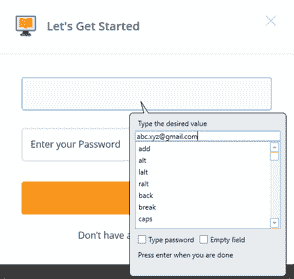 Let's Get Started
Type the desired value
abc.xyz@gmail.com
Enter your Password
add
alt
lalt
ralt
back
break
caps
Type password
Empty field
Press enter when you are done
Don't have a